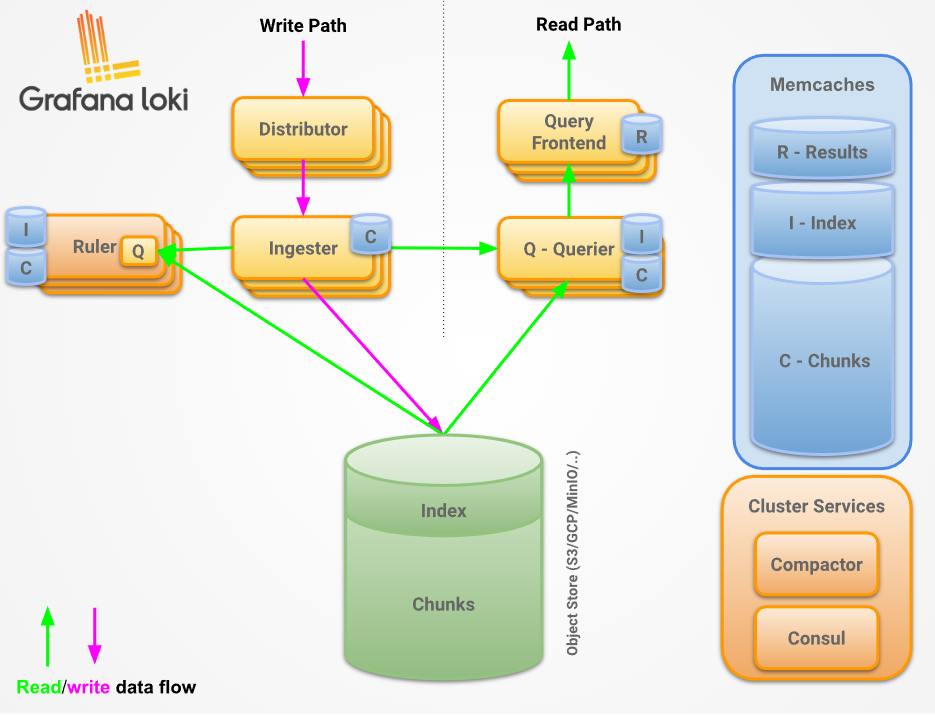 Write Path
Read Path
Grafana loki
Memcaches
Distributor
Query
Frontend
R
R - Results
I
C
Ruler
Q
Ingester
C
Q - Querier
I
C
I - Index
C - Chunks
Index
Chunks
Object Store (S3/GCP/MinIO/..)
Cluster Services
Compactor
Consul
Read/write data flow